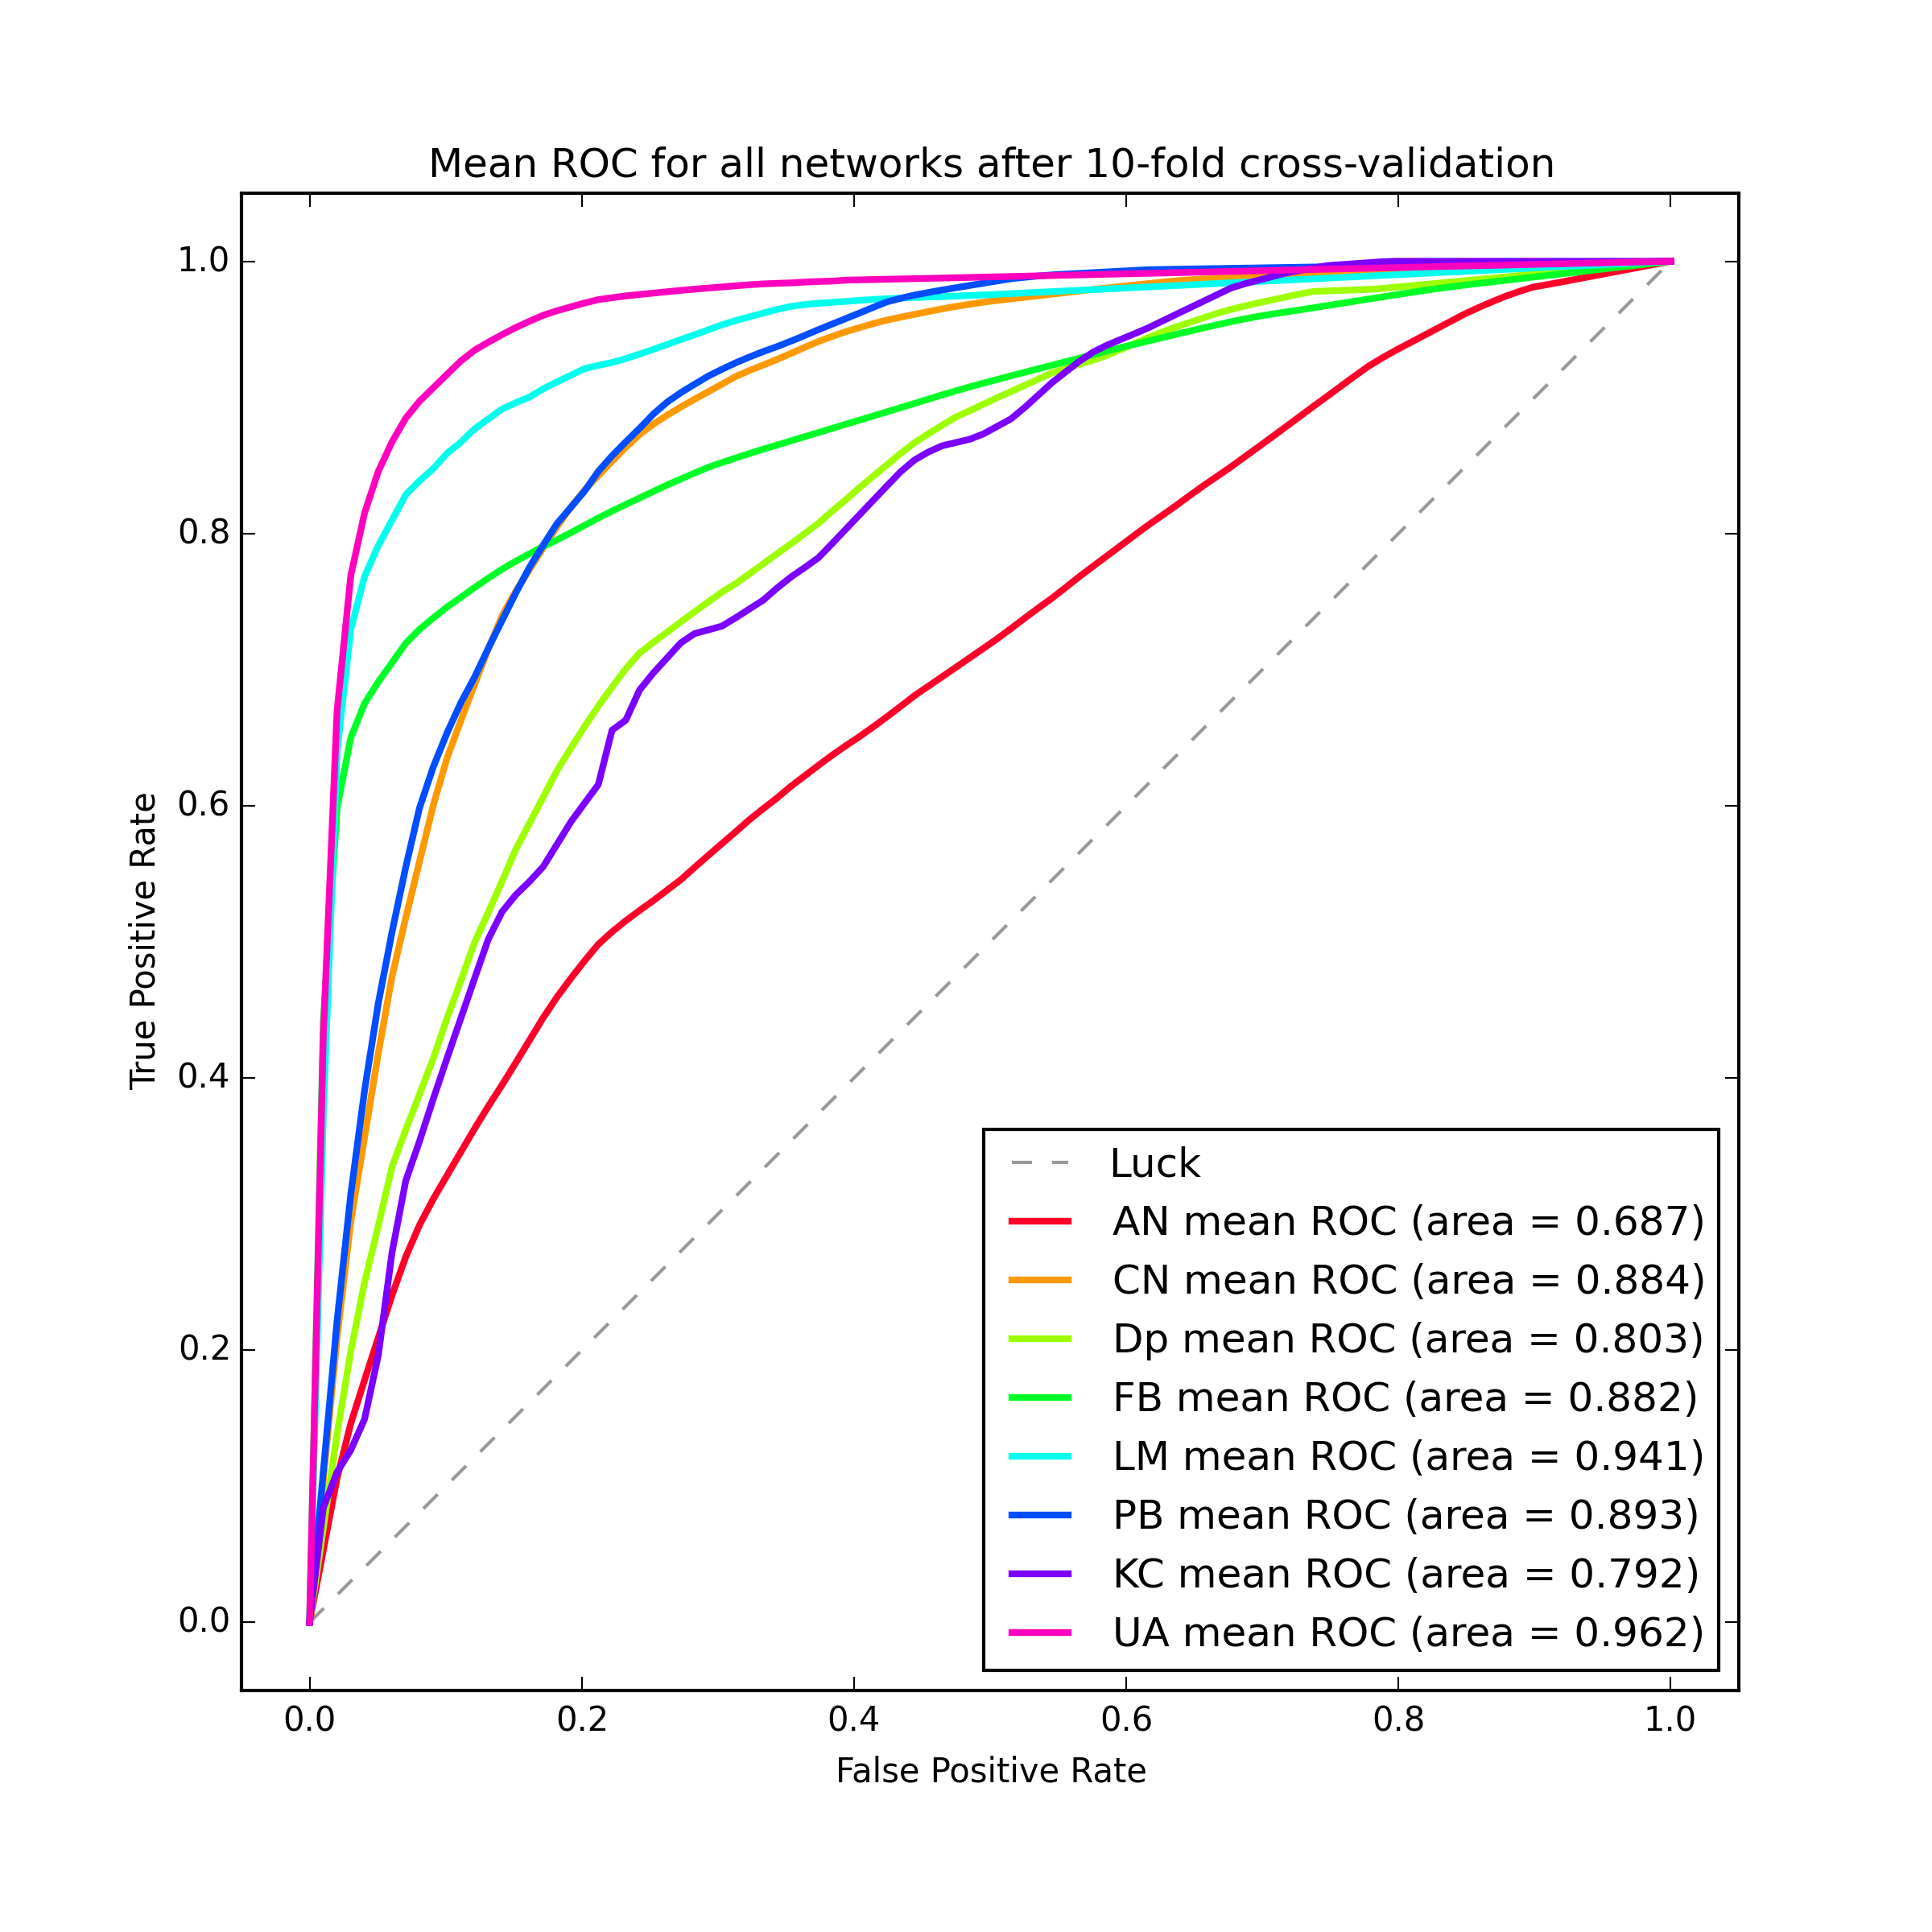 Mean ROC for all networks after 10-fold cross-validation
True Positive Rate
1.0
0.8
0.6
0.4
0.2
0.0
Luck
AN mean ROC (area = 0.687)
CN mean ROC (area = 0.884)
Dp mean ROC (area = 0.803)
FB mean ROC (area = 0.882)
LM mean ROC (area = 0.941)
PB mean ROC (area = 0.893)
KC mean ROC (area = 0.792)
UA mean ROC (area = 0.962)
0.0 0.2 0.4 0.6 0.8 1.0
False Positive Rate